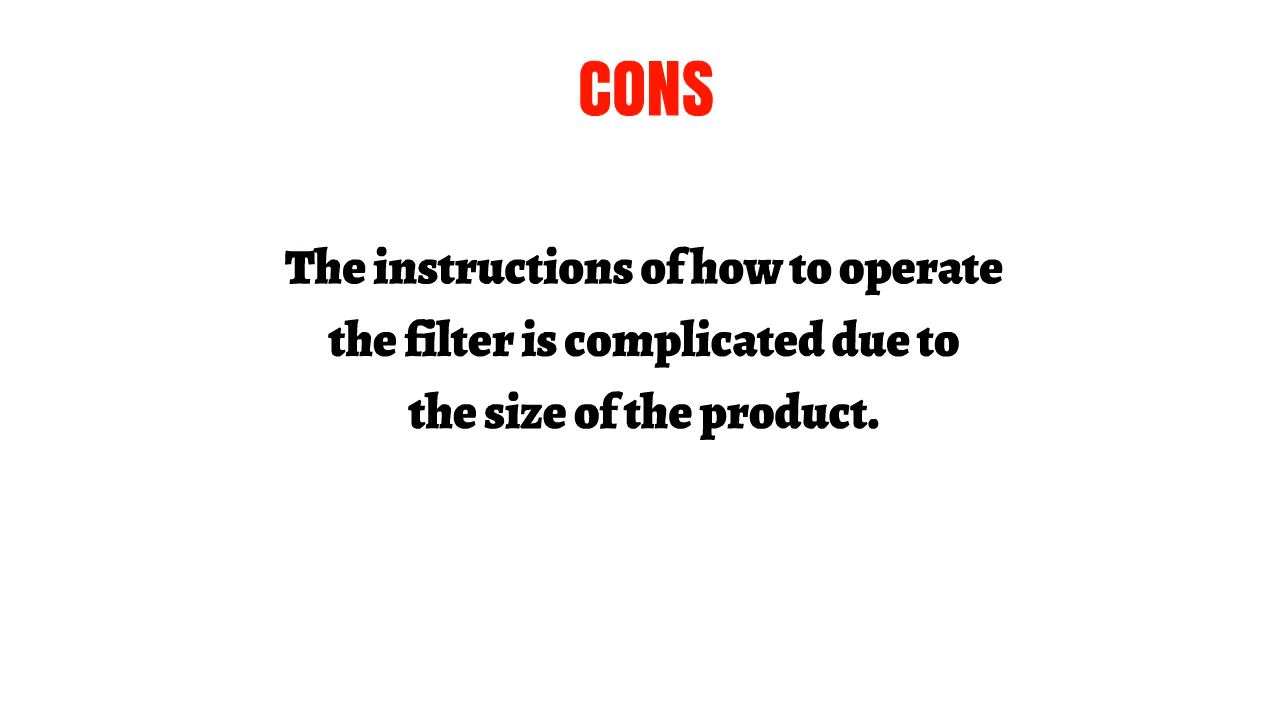 CONS
The instructions of how to operate
the filter is complicated due to
the size of the product.